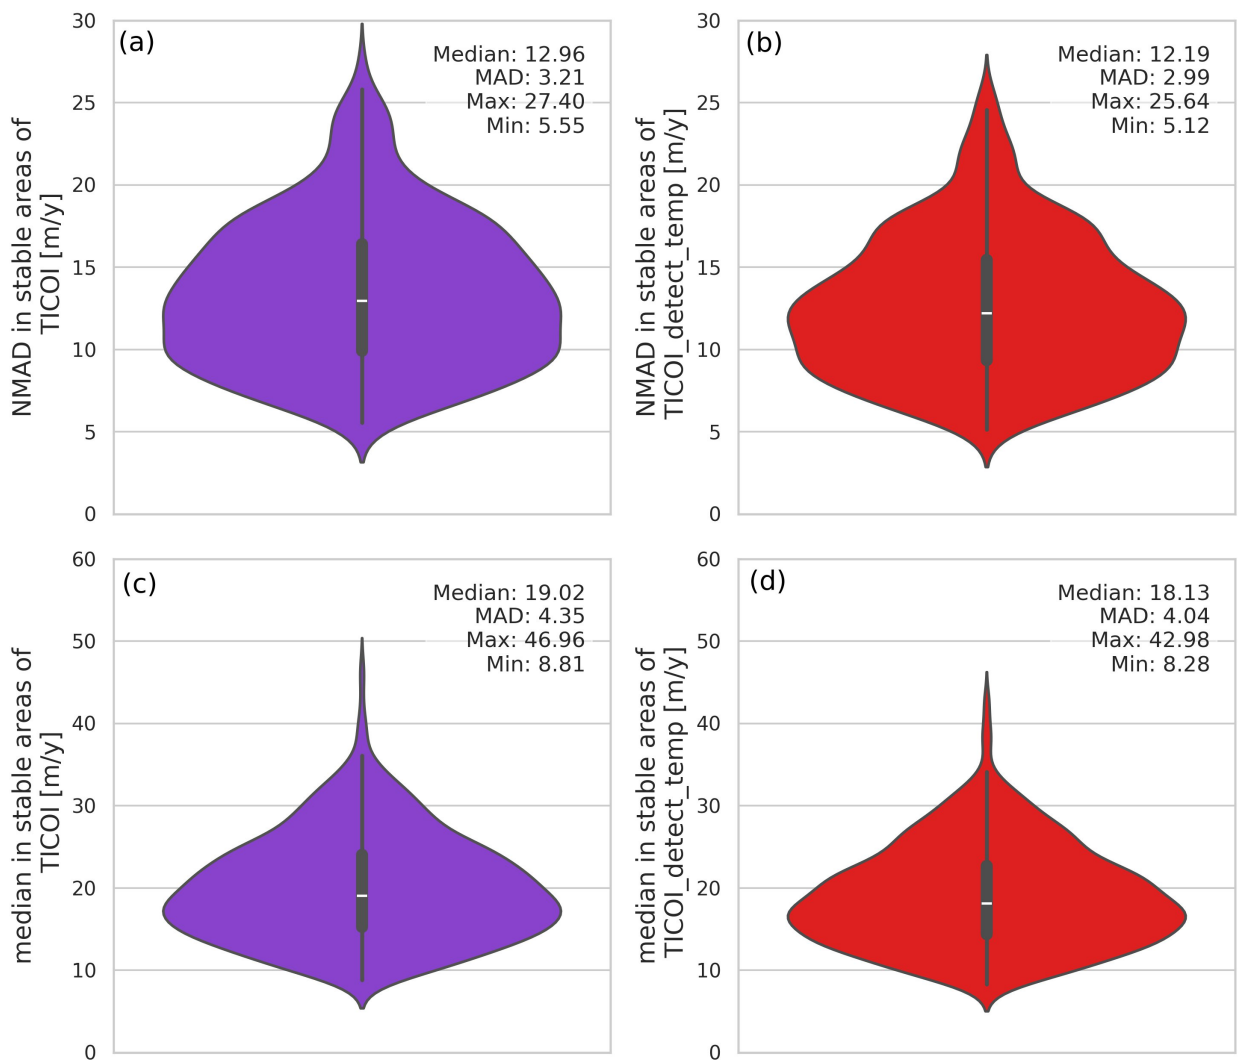 (a)
Median: 12.96
MAD: 3.21
Max: 27.40
Min: 5.55
NMAD in stable areas of
TICOI [m/y]
30
25
20
15
10
5
0
(b)
Median: 12.19
MAD: 2.99
Max: 25.64
Min: 5.12
NMAD in stable areas of
TICOI_detect_temp [m/y]
30
25
20
15
10
5
0
(c)
Median: 19.02
MAD: 4.35
Max: 46.96
Min: 8.81
median in stable areas of
TICOI [m/y]
60
50
40
30
20
10
0
(d)
Median: 18.13
MAD: 4.04
Max: 42.98
Min: 8.28
median in stable areas of
TICOI_detect_temp [m/y]
60
50
40
30
20
10
0